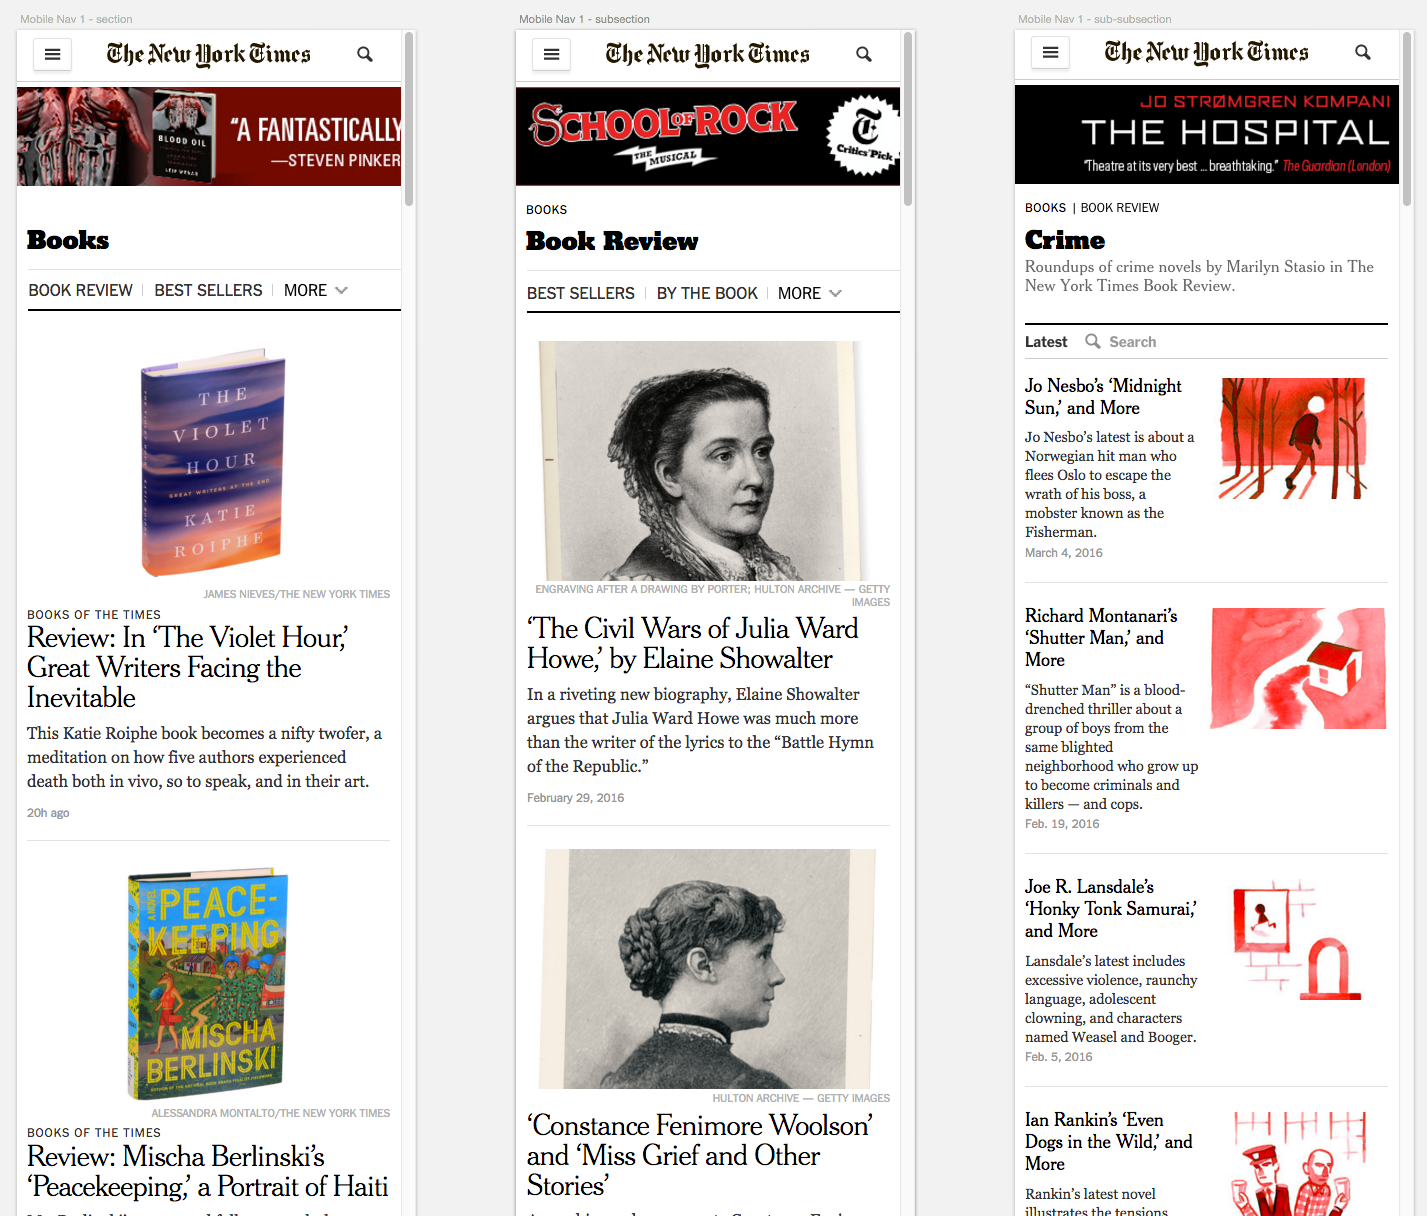 Mobile Nav 1 - section
The New York Times
BLOOD OIL
LEIF WENAR
“A FANTASTICALLY
—STEVEN PINKER
Books
BOOK REVIEW
BEST SELLERS
MORE
THE
VIOLET
HOUR
GREAT WRITERS AT THE END
KATIE
ROIPHE
JAMES NIEVES/THE NEW YORK TIMES
BOOKS OF THE TIMES
Review: In ‘The Violet Hour,’
Great Writers Facing the
Inevitable
This Katie Roiphe book becomes a nifty twofer, a
meditation on how five authors experienced
death both in vivo, so to speak, and in their art.
20h ago
A NOVEL
PEACE-
KEEPING
MISCHA
BERLINSKI
ALESSANDRA MONTALTO/THE NEW YORK TIMES
BOOKS OF THE TIMES
Review: Mischa Berlinski’s
‘Peacekeeping,’ a Portrait of Haiti
Mobile Nav 1 - subsection
The New York Times
SCHOOL OF ROCK
THE MUSICAL
T
Critics’ Pick
BOOKS
Book Review
BEST SELLERS
BY THE BOOK
MORE
ENGRAVING AFTER A DRAWING BY PORTER; HULTON ARCHIVE — GETTY
IMAGES
‘The Civil Wars of Julia Ward
Howe,’ by Elaine Showalter
In a riveting new biography, Elaine Showalter
argues that Julia Ward Howe was much more
than the writer of the lyrics to the “Battle Hymn
of the Republic.”
February 29, 2016
HULTON ARCHIVE — GETTY IMAGES
‘Constance Fenimore Woolson’
and ‘Miss Grief and Other
Stories’
Mobile Nav 1 - sub-subsection
The New York Times
JO STRØMGREN KOMPANI
THE HOSPITAL
“Theatre at its very best ... breathtaking.” The Guardian (London)
BOOKS | BOOK REVIEW
Crime
Roundups of crime novels by Marilyn Stasio in The
New York Times Book Review.
Latest
Search
Jo Nesbo’s ‘Midnight
Sun,’ and More
Jo Nesbo’s latest is about a
Norwegian hit man who
flees Oslo to escape the
wrath of his boss, a
mobster known as the
Fisherman.
March 4, 2016
Richard Montanari’s
‘Shutter Man,’ and
More
“Shutter Man” is a blood-
drenched thriller about a
group of boys from the
same blighted
neighborhood who grow up
to become criminals and
killers — and cops.
Feb. 19, 2016
Joe R. Lansdale’s
‘Honky Tonk Samurai,’
and More
Lansdale’s latest includes
excessive violence, raunchy
language, adolescent
clowning, and characters
named Weasel and Booger.
Feb. 5, 2016
Ian Rankin’s ‘Even
Dogs in the Wild,’ and
More
Rankin’s latest novel
illustrates the tensions